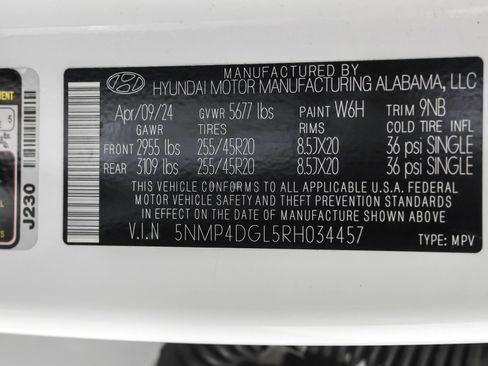 MANUFACTURED BY
HYUNDAI MOTOR MANUFACTURING ALABAMA, LLC
Apr/09/24 GVWR 5677 lbs PAINT W6H TRIM 9NB
GAWR TIRES RIMS COLD TIRE INFL
FRONT 2955 lbs 255/45R20 8.5JX20 36 psi SINGLE
REAR 3109 lbs 255/45R20 8.5JX20 36 psi SINGLE
THIS VEHICLE CONFORMS TO ALL APPLICABLE U.S.A. FEDERAL
MOTOR VEHICLE SAFETY AND THEFT PREVENTION STANDARDS
IN EFFECT ON THE DATE OF MANUFACTURE SHOWN ABOVE.
V.I.N 5NMP4DGL5RH034457 TYPE: MPV
J230
5